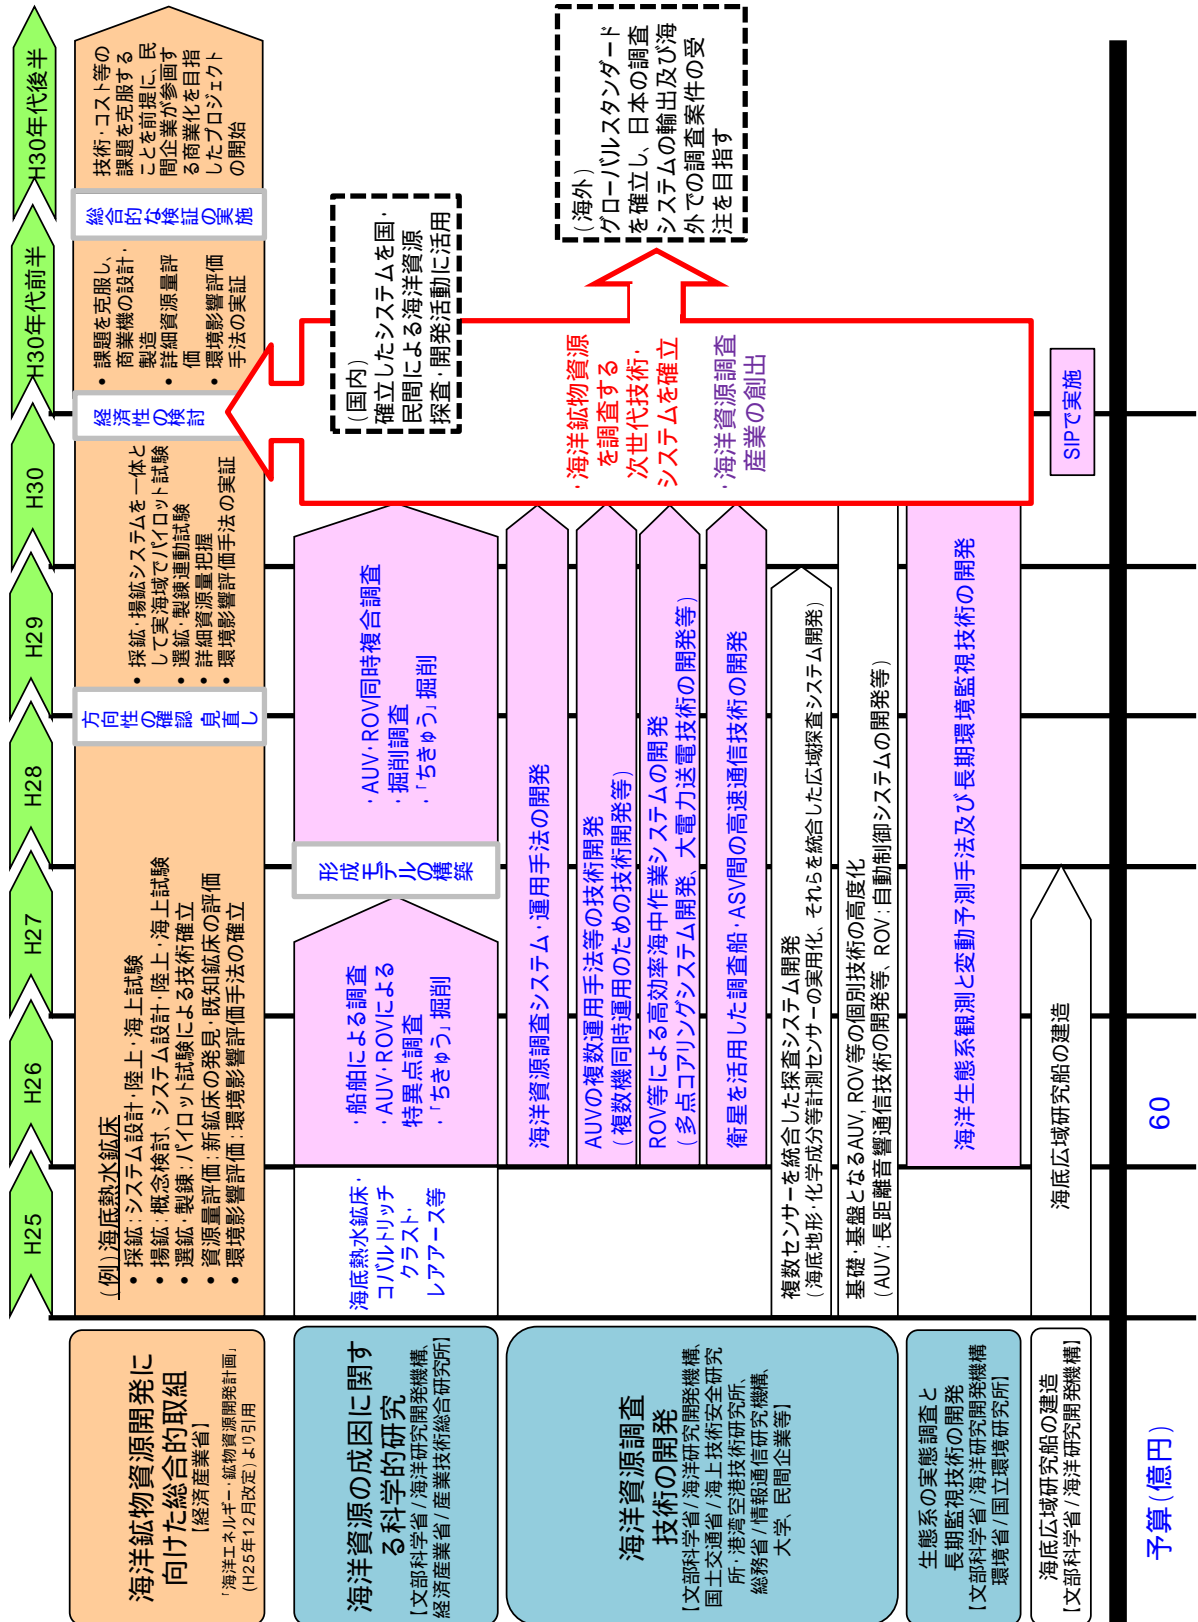 H25
H26
H27
H28
H29
H30
H30年代前半
H30年代後半
海洋鉱物資源開発に
向けた総合的取組
【経済産業省】
「海洋エネルギー・鉱物資源開発計画」
(H25年12月改定)より引用
(例)海底熱水鉱床
• 採鉱:システム設計・陸上・海上試験
• 揚鉱:概念検討、システム設計・陸上・海上試験
• 選鉱・製錬:パイロット試験による技術確立
• 資源量評価:新鉱床の発見、既知鉱床の評価
• 環境影響評価:環境影響評価手法の確立
方向性の確認 見直し
• 採鉱・揚鉱システムを一体と
して実海域でパイロット試験
• 選鉱・製錬連動試験
• 詳細資源量把握
• 環境影響評価手法の実証
経済性の検討
• 課題を克服し、
商業機の設計・
製造
• 詳細資源量評
価
• 環境影響評価
手法の実証
総合的な検証の実施
技術・コスト等の
課題を克服する
ことを前提に、民
間企業が参画す
る商業化を目指
したプロジェクト
の開始
海洋資源の成因に関す
る科学的研究
【文部科学省/海洋研究開発機構、
経済産業省/産業技術総合研究所】
海底熱水鉱床・
コバルトリッチ
クラスト・
レアアース等
・船舶による調査
・AUV・ROVによる
特異点調査
・「ちきゅう」掘削
形成モデルの構築
・AUV・ROV同時複合調査
・掘削調査
・「ちきゅう」掘削
(国内)
確立したシステムを国・
民間による海洋資源
探査・開発活動に活用
海洋資源調査
技術の開発
【文部科学省/海洋研究開発機構、
国土交通省/海上技術安全研究
所・港湾空港技術研究所、
総務省/情報通信研究機構、
大学、民間企業等】
海洋資源調査システム・運用手法の開発
AUVの複数運用手法等の技術開発
(複数機同時運用のための技術開発等)
ROV等による高効率海中作業システムの開発
(多点コアリングシステム開発、大電力送電技術の開発等)
衛星を活用した調査船・ASV間の高速通信技術の開発
複数センサーを統合した探査システム開発
(海底地形・化学成分等計測センサーの実用化、それらを統合した広域探査システム開発)
基礎・基盤となるAUV, ROV等の個別技術の高度化
(AUV:長距離音響通信技術の開発等、ROV:自動制御システムの開発等)
・海洋鉱物資源
を調査する
次世代技術・
システムを確立
・海洋資源調査
産業の創出
(海外)
グローバルスタンダード
を確立し、日本の調査
システムの輸出及び海
外での調査案件の受
注を目指す
生態系の実態調査と
長期監視技術の開発
【文部科学省/海洋研究開発機構
環境省/国立環境研究所】
海洋生態系観測と変動予測手法及び長期環境監視技術の開発
海底広域研究船の建造
【文部科学省/海洋研究開発機構】
海底広域研究船の建造
SIPで実施
予算(億円)
60